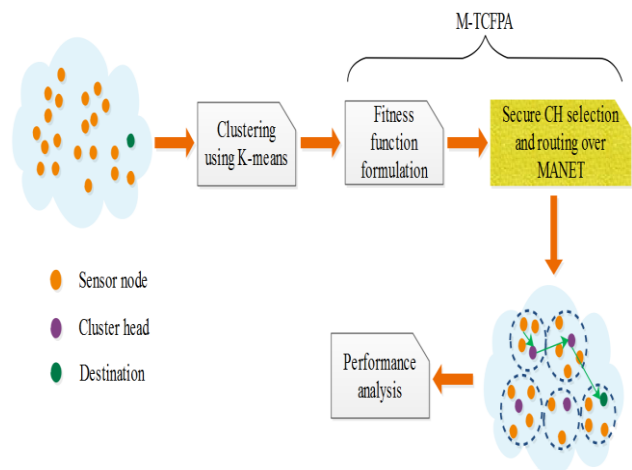 M-TCFPA
Clustering
using K-means
Fitness
function
formulation
Secure CH selection
and routing over
MANET
Sensor node
Cluster head
Destination
Performance
analysis